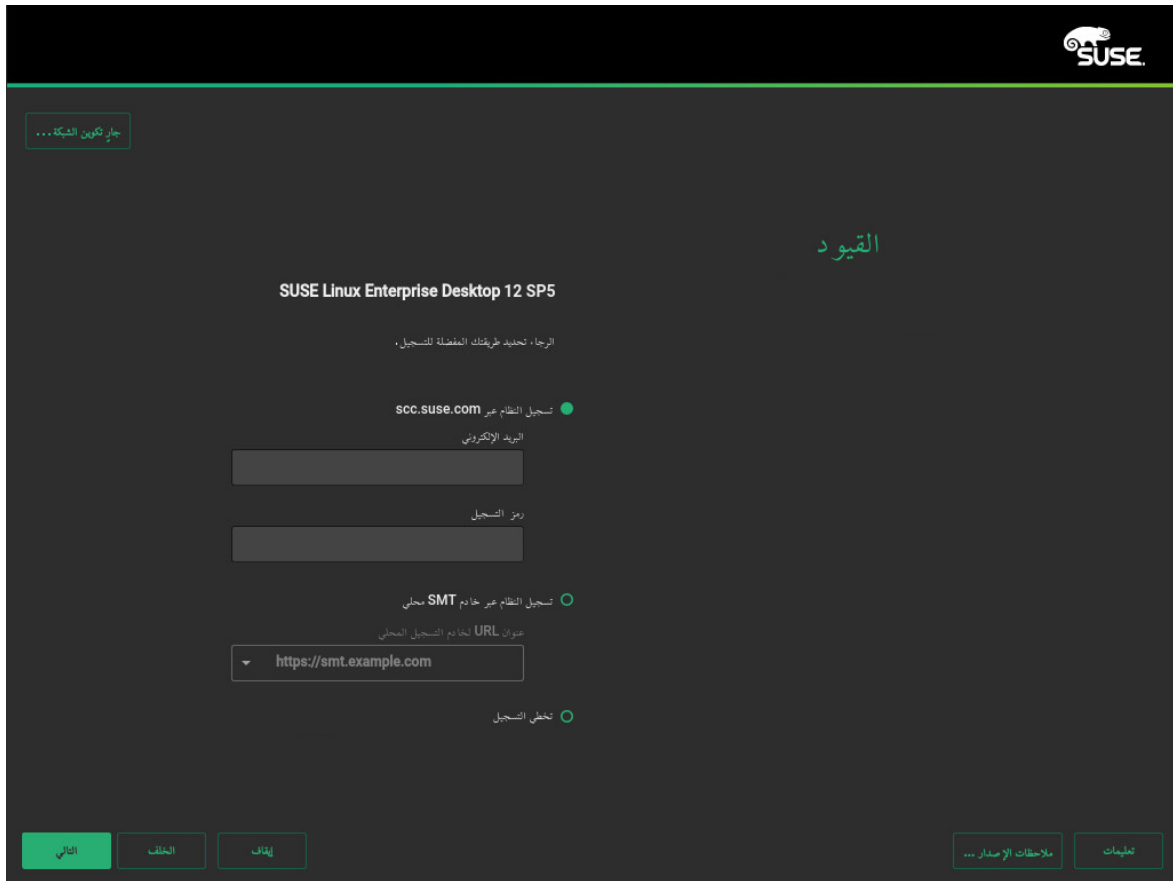 SUSE.
جارٍ تكوين الشبكة...
القيود
SUSE Linux Enterprise Desktop 12 SP5
الرجاء تحديد طريقتك المفضلة للتسجيل.
تسجيل النظام عبر scc.suse.com
البريد الإلكتروني
رمز التسجيل
تسجيل النظام عبر خادم SMT محلي
عنوان URL لخادم التسجيل المحلي
https://smt.example.com
تخطي التسجيل
تعليمات
ملاحظات الإصدار ...
إيقاف
الخلف
التالي